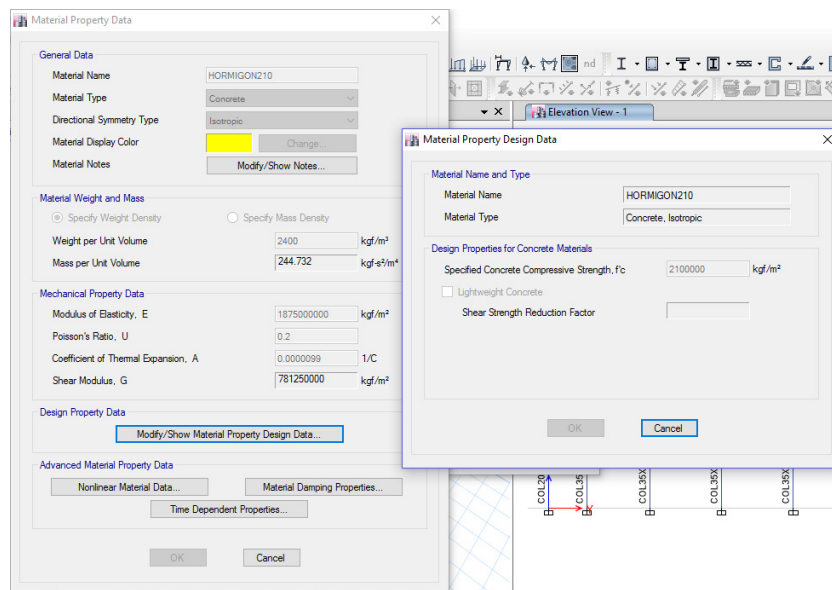 Material Property Data
General Data
Material Name HORMIGON210
Material Type Concrete
Directional Symmetry Type Isotropic
Material Display Color Change...
Material Notes Modify/Show Notes...
Material Weight and Mass
Specify Weight Density Specify Mass Density
Weight per Unit Volume 2400 kgf/m³
Mass per Unit Volume 244.732 kgf-s²/m⁴
Mechanical Property Data
Modulus of Elasticity, E 1875000000 kgf/m²
Poisson's Ratio, U 0.2
Coefficient of Thermal Expansion, A 0.0000099 1/C
Shear Modulus, G 781250000 kgf/m²
Design Property Data
Modify/Show Material Property Design Data...
Advanced Material Property Data
Nonlinear Material Data... Material Damping Properties...
Time Dependent Properties...
OK Cancel
nd
Elevation View - 1
Material Property Design Data
Material Name and Type
Material Name HORMIGON210
Material Type Concrete, Isotropic
Design Properties for Concrete Materials
Specified Concrete Compressive Strength, f'c 2100000 kgf/m²
Lightweight Concrete
Shear Strength Reduction Factor
OK Cancel
COL20
COL35
COL35X
COL35X
COL35X
X